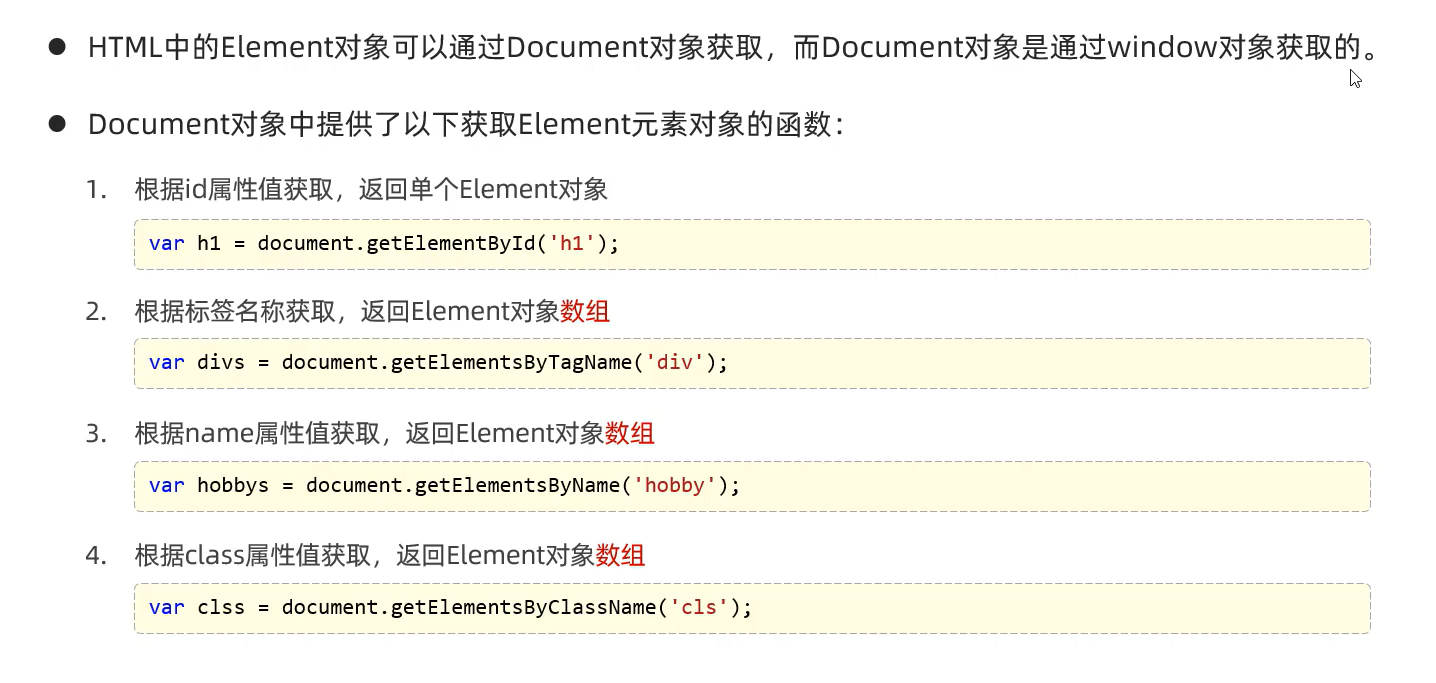 ● HTML中的Element对象可以通过Document对象获取，而Document对象是通过window对象获取的。
● Document对象中提供了以下获取Element元素对象的函数：
1. 根据id属性值获取，返回单个Element对象
var h1 = document.getElementById('h1');
2. 根据标签名称获取，返回Element对象数组
var divs = document.getElementsByTagName('div');
3. 根据name属性值获取，返回Element对象数组
var hobbys = document.getElementsByName('hobby');
4. 根据class属性值获取，返回Element对象数组
var clss = document.getElementsByClassName('cls');